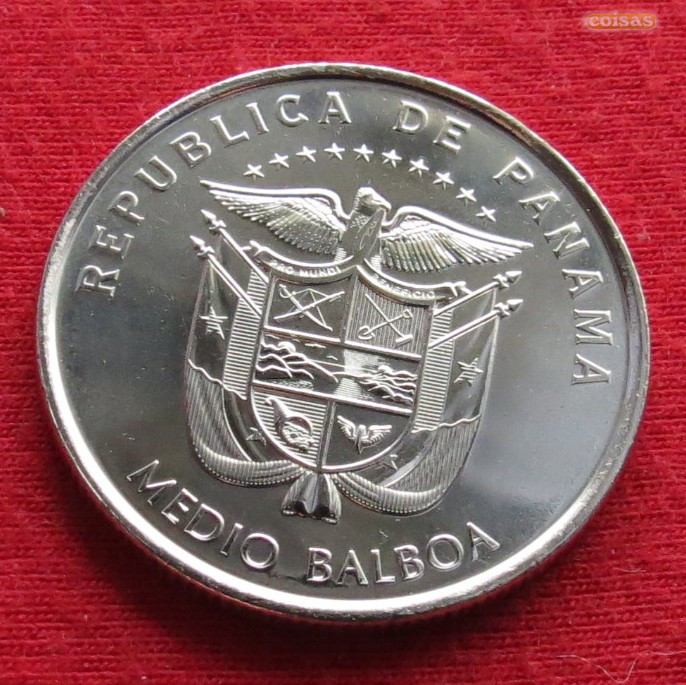 coisas
REPUBLICA DE PANAMA
PRO MUNDI BENEFICIO
MEDIO BALBOA